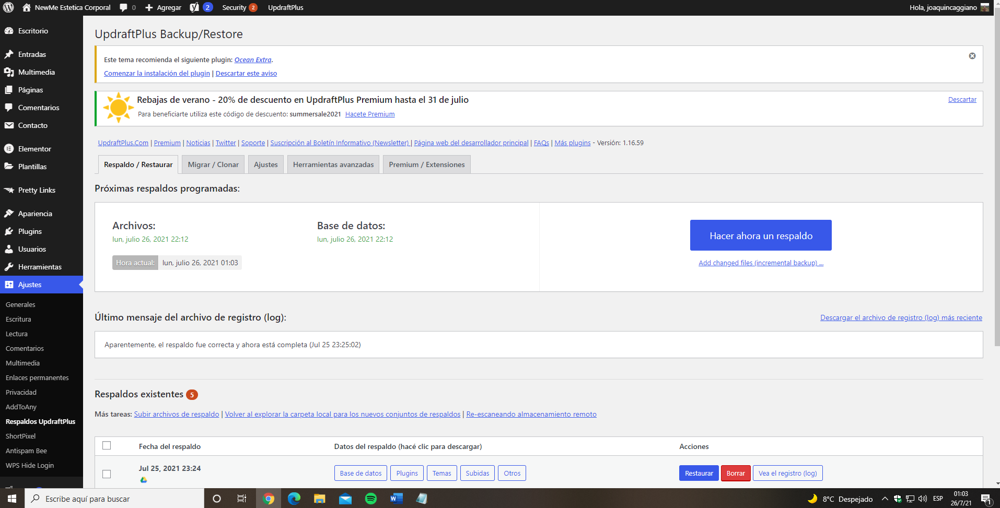 NewMe Estetica Corporal 0 Agregar 2 Security 2 UpdraftPlus Hola, joaquincaggiano
Escritorio
Entradas
Multimedia
Páginas
Comentarios
Contacto
Elementor
Plantillas
Pretty Links
Apariencia
Plugins
Usuarios
Herramientas
Ajustes
Generales
Escritura
Lectura
Comentarios
Multimedia
Enlaces permanentes
Privacidad
AddToAny
Respaldos UpdraftPlus
ShortPixel
Antispam Bee
WPS Hide Login
UpdraftPlus Backup/Restore
Este tema recomienda el siguiente plugin: Ocean Extra.
Comenzar la instalación del plugin | Descartar este aviso
Rebajas de verano - 20% de descuento en UpdraftPlus Premium hasta el 31 de julio
Descartar
Para beneficiarte utiliza este código de descuento: summersale2021 Hacete Premium
UpdraftPlus.Com | Premium | Noticias | Twitter | Soporte | Suscripción al Boletín Informativo (Newsletter) | Página web del desarrollador principal | FAQs | Más plugins - Versión: 1.16.59
Respaldo / Restaurar Migrar / Clonar Ajustes Herramientas avanzadas Premium / Extensiones
Próximas respaldos programadas:
Archivos: Base de datos:
lun, julio 26, 2021 22:12 lun, julio 26, 2021 22:12
Hora actual: lun, julio 26, 2021 01:03
Hacer ahora un respaldo
Add changed files (incremental backup) ...
Último mensaje del archivo de registro (log): Descargar el archivo de registro (log) más reciente
Aparentemente, el respaldo fue correcta y ahora está completa (Jul 25 23:25:02)
Respaldos existentes 5
Más tareas: Subir archivos de respaldo | Volver al explorar la carpeta local para los nuevos conjuntos de respaldos | Re-escaneando almacenamiento remoto
Fecha del respaldo Datos del respaldo (hacé clic para descargar) Acciones
Jul 25, 2021 23:24 Base de datos Plugins Temas Subidas Otros Restaurar Borrar Vea el registro (log)
Escribe aquí para buscar
8°C Despejado ESP 01:03
26/7/21
1